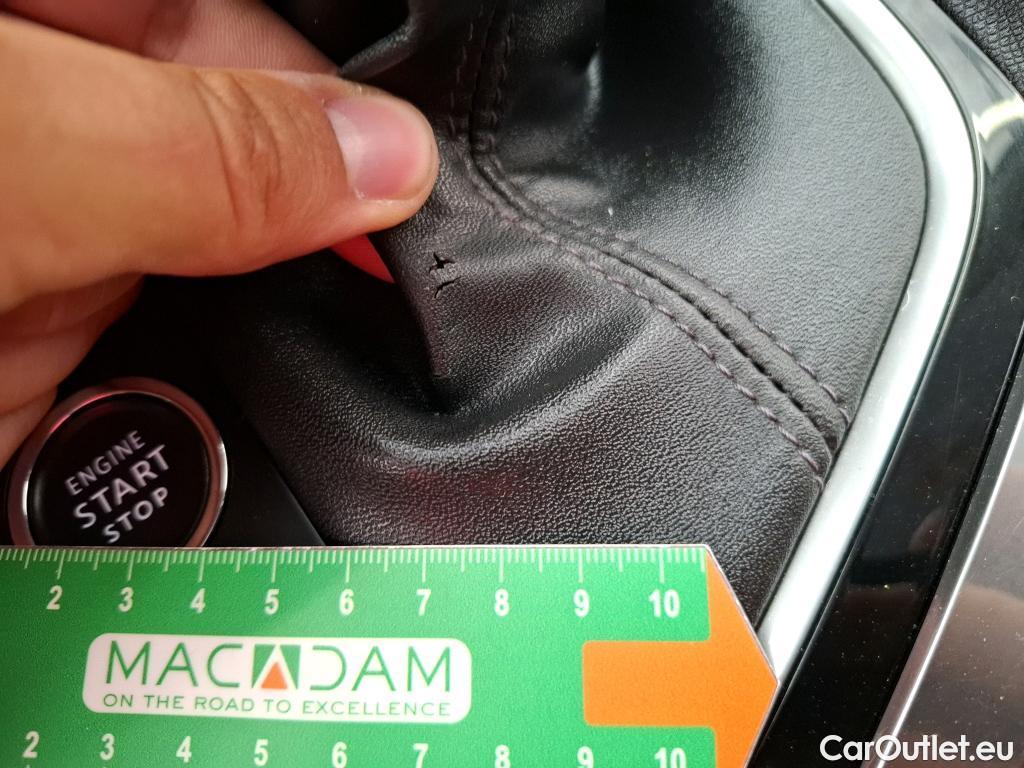 ENGINE
START
STOP
2 3 4 5 6 7 8 9 10
MACADAM
ON THE ROAD TO EXCELLENCE
2 3 4 5 6 7 8 9 10
CarOutlet.eu